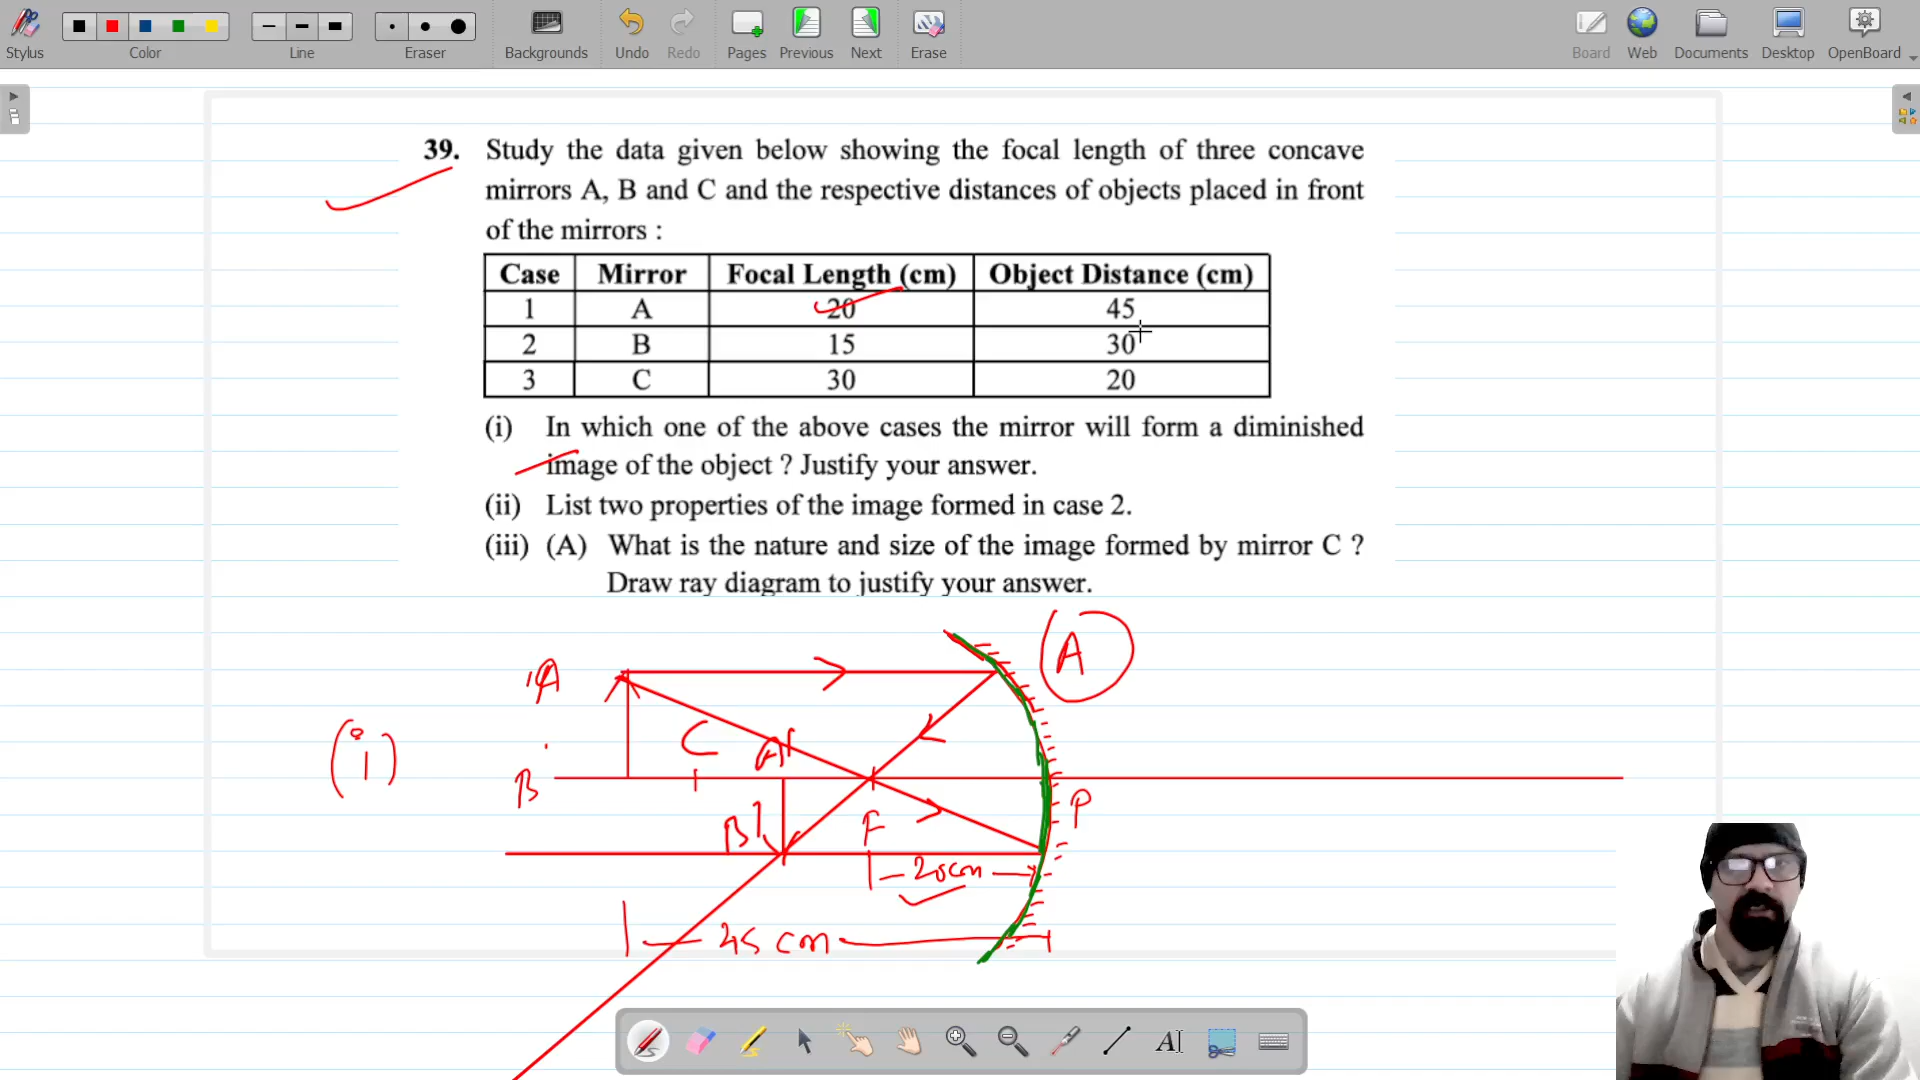 Stylus
Color
Line
Eraser
Backgrounds
Undo
Redo
Pages
Previous
Next
Erase
Board
Web
Documents
Desktop
OpenBoard
39. Study the data given below showing the focal length of three concave
mirrors A, B and C and the respective distances of objects placed in front
of the mirrors :
Case Mirror Focal Length (cm) Object Distance (cm)
1 A 20 45
2 B 15 30
3 C 30 20
(i) In which one of the above cases the mirror will form a diminished
image of the object ? Justify your answer.
(ii) List two properties of the image formed in case 2.
(iii) (A) What is the nature and size of the image formed by mirror C ?
Draw ray diagram to justify your answer.
A
A
(i)
C
A'
B
B'
F
P
20cm
45 cm